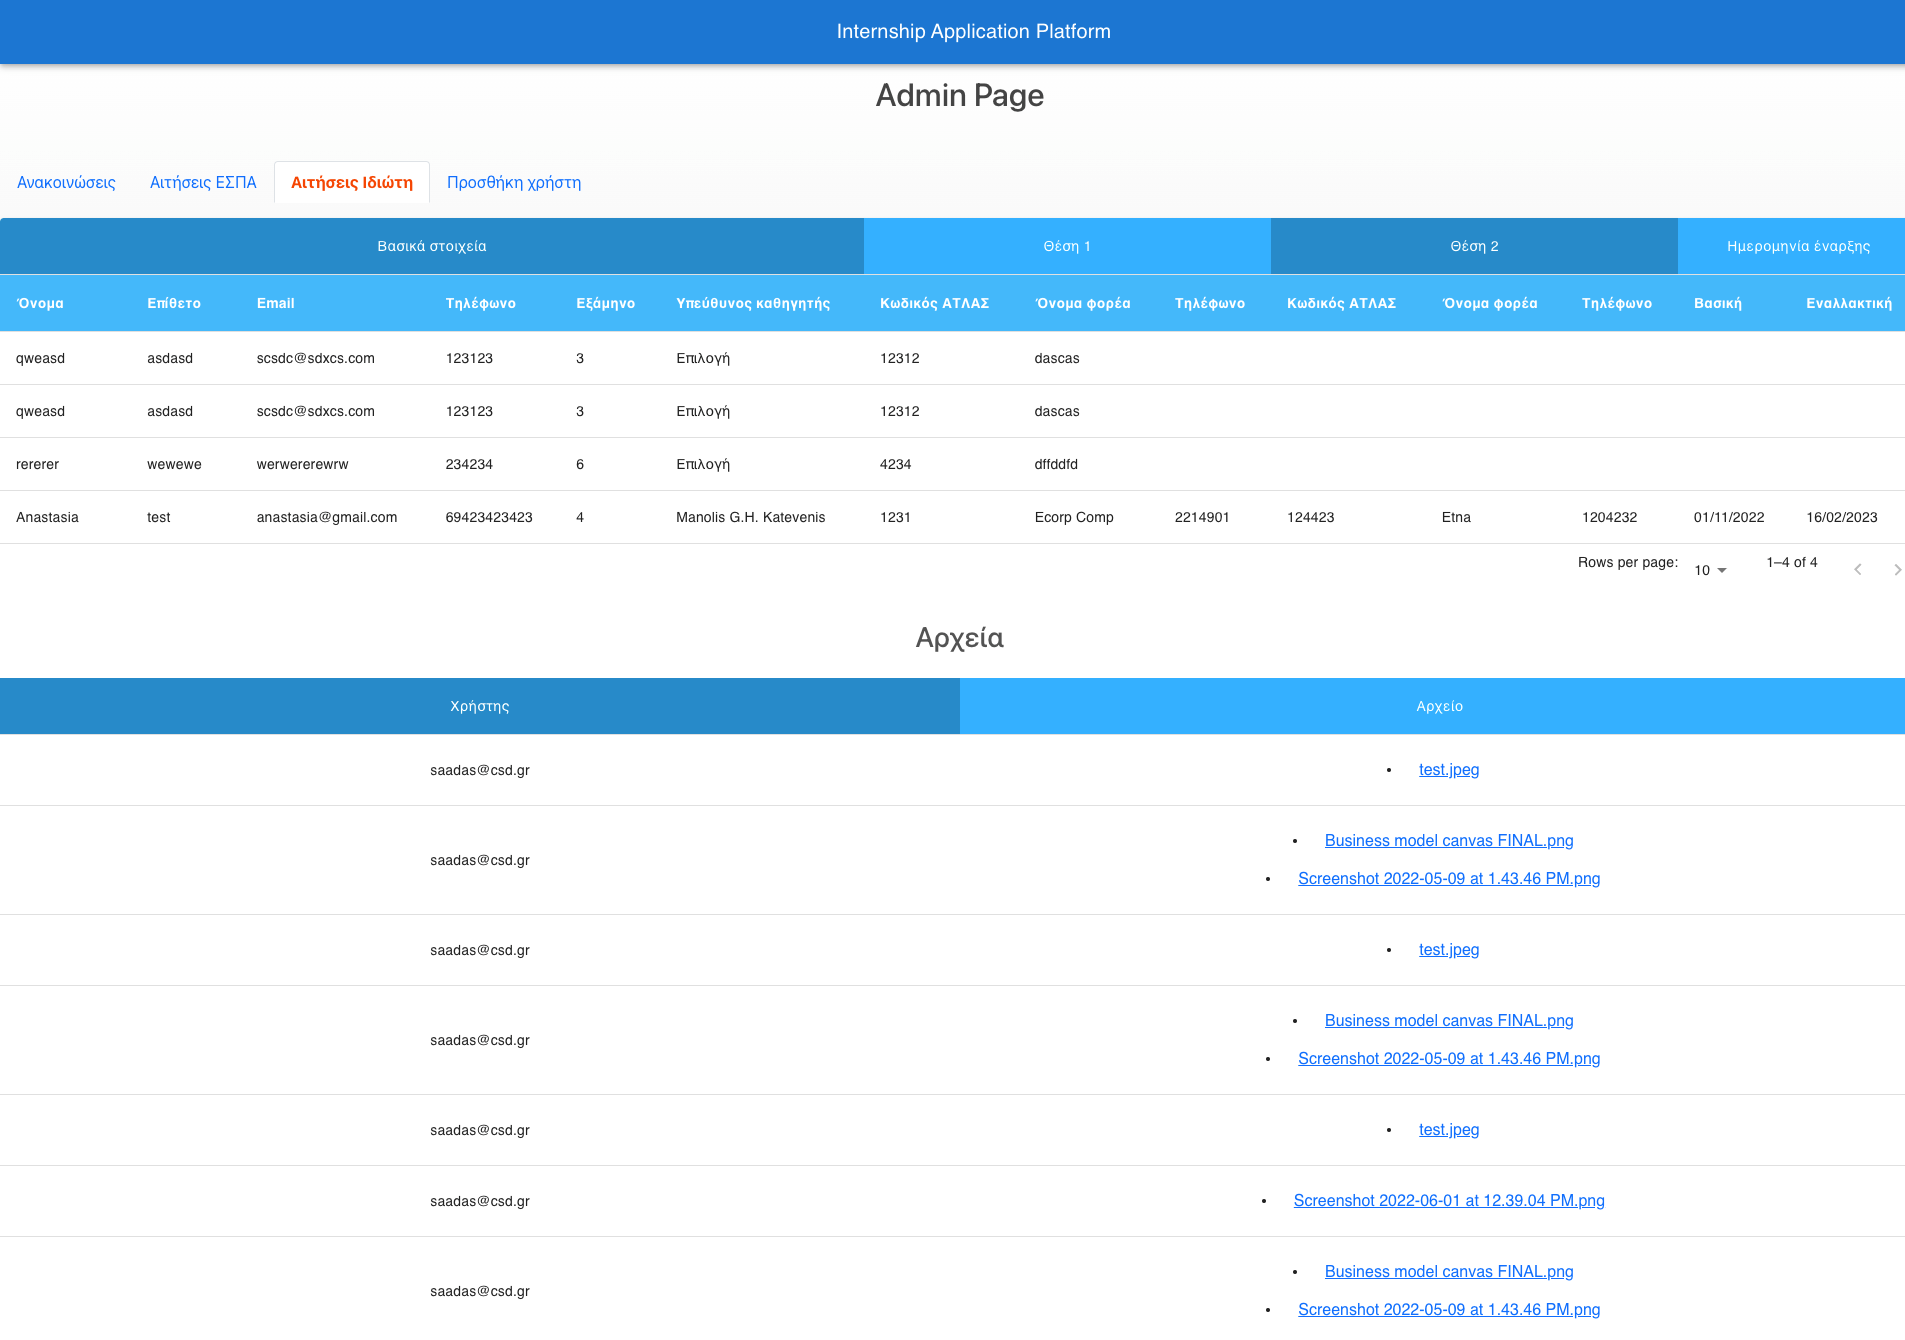 Internship Application Platform
Admin Page
Ανακοινώσεις Αιτήσεις ΕΣΠΑ Αιτήσεις Ιδιώτη Προσθήκη χρήστη
Βασικά στοιχεία Θέση 1 Θέση 2 Ημερομηνία έναρξης
Όνομα Επίθετο Email Τηλέφωνο Εξάμηνο Υπεύθυνος καθηγητής Κωδικός ΑΤΛΑΣ Όνομα φορέα Τηλέφωνο Κωδικός ΑΤΛΑΣ Όνομα φορέα Τηλέφωνο Βασική Εναλλακτική
qweasd asdasd scsdc@sdxcs.com 123123 3 Επιλογή 12312 dascas
qweasd asdasd scsdc@sdxcs.com 123123 3 Επιλογή 12312 dascas
rererer wewewe werwererewrw 234234 6 Επιλογή 4234 dffddfd
Anastasia test anastasia@gmail.com 69423423423 4 Manolis G.H. Katevenis 1231 Ecorp Comp 2214901 124423 Etna 1204232 01/11/2022 16/02/2023
Rows per page: 10 1–4 of 4
Αρχεία
Χρήστης Αρχείο
saadas@csd.gr • test.jpeg
saadas@csd.gr • Business model canvas FINAL.png
• Screenshot 2022-05-09 at 1.43.46 PM.png
saadas@csd.gr • test.jpeg
saadas@csd.gr • Business model canvas FINAL.png
• Screenshot 2022-05-09 at 1.43.46 PM.png
saadas@csd.gr • test.jpeg
saadas@csd.gr • Screenshot 2022-06-01 at 12.39.04 PM.png
saadas@csd.gr • Business model canvas FINAL.png
• Screenshot 2022-05-09 at 1.43.46 PM.png